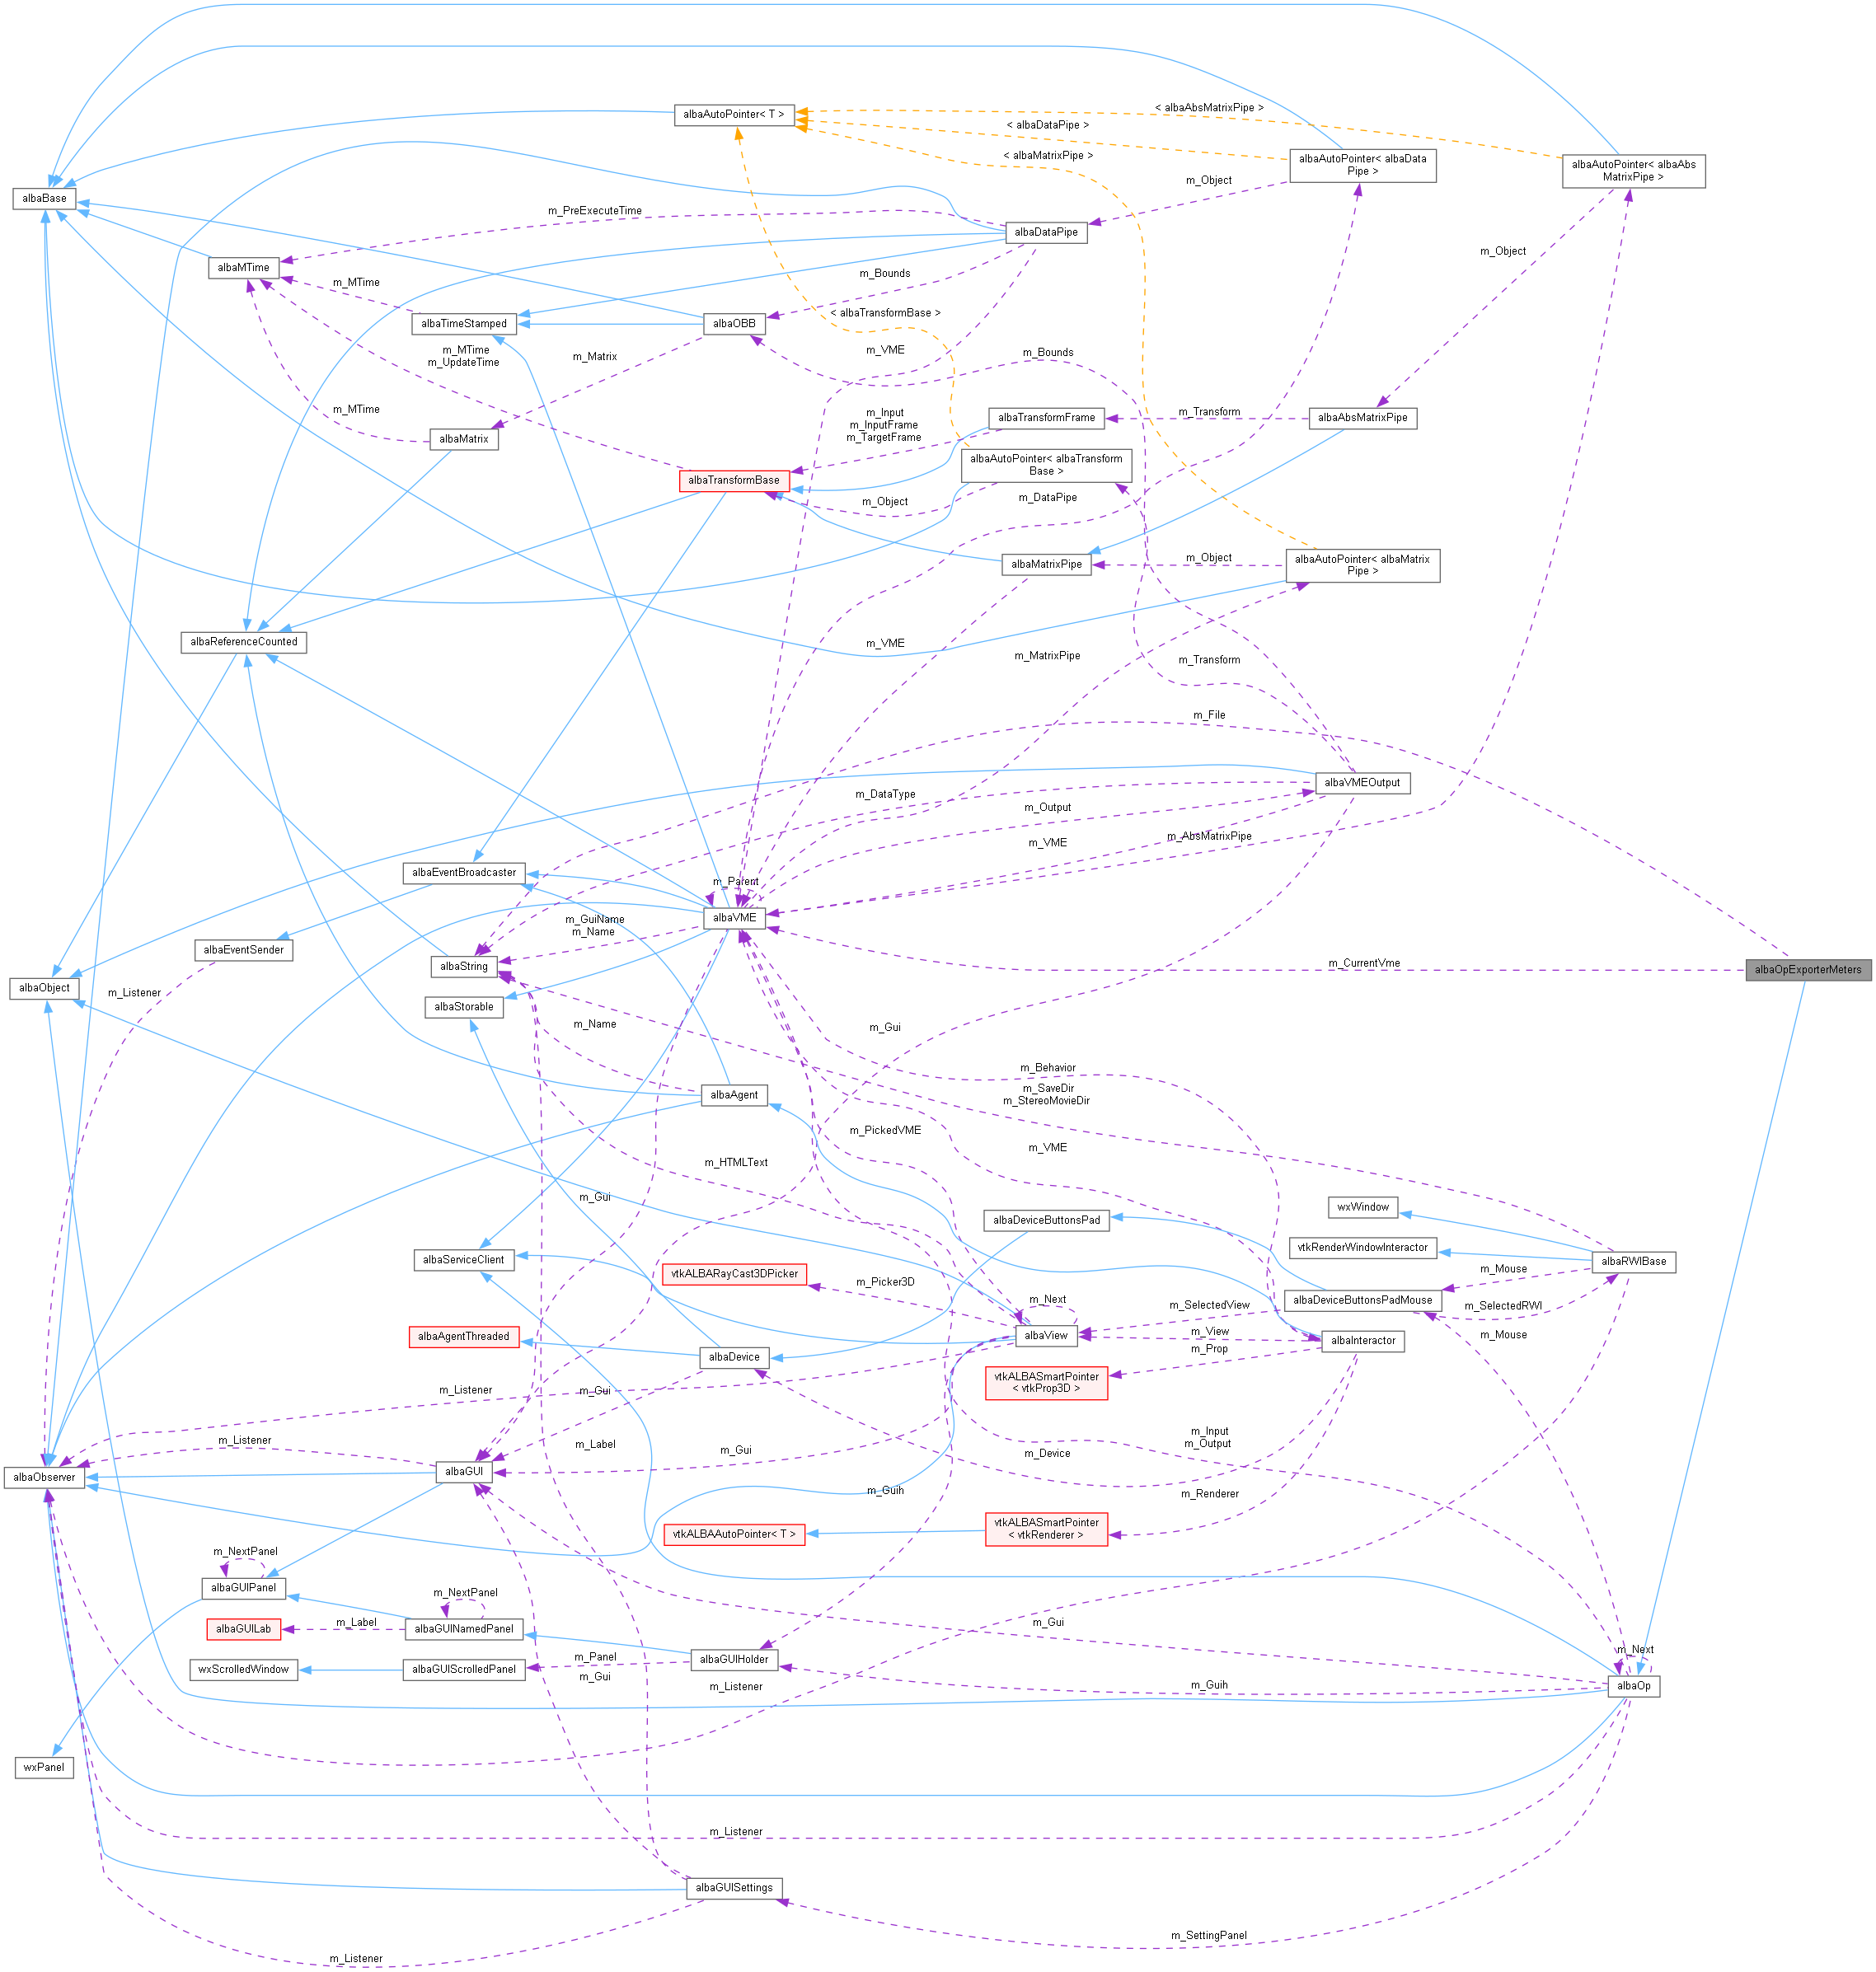 < albaAbsMatrixPipe >
albaAutoPointer< T >
< albaDataPipe >
< albaMatrixPipe >
albaAutoPointer< albaData
Pipe >
albaAutoPointer< albaAbs
MatrixPipe >
m_Object
albaBase
m_PreExecuteTime
albaDataPipe
m_Object
albaMTime
m_Bounds
m_MTime
albaTimeStamped
albaOBB
< albaTransformBase >
m_MTime
m_UpdateTime
m_Matrix
m_VME
m_Bounds
m_MTime
albaMatrix
m_Input
m_InputFrame
m_TargetFrame
albaTransformFrame
m_Transform
albaAbsMatrixPipe
albaAutoPointer< albaTransform
Base >
albaTransformBase
m_Object
m_DataPipe
albaMatrixPipe
m_Object
albaAutoPointer< albaMatrix
Pipe >
albaReferenceCounted
m_VME
m_MatrixPipe
m_Transform
m_File
albaVMEOutput
m_DataType
m_Output
m_AbsMatrixPipe
m_VME
albaEventBroadcaster
m_Parent
albaVME
m_GuiName
m_Name
albaEventSender
albaString
m_CurrentVme
albaOpExporterMeters
albaObject
m_Listener
albaStorable
m_Name
m_Gui
m_Behavior
albaAgent
m_SaveDir
m_StereoMovieDir
m_PickedVME
m_VME
m_HTMLText
m_Gui
albaDeviceButtonsPad
wxWindow
albaServiceClient
vtkRenderWindowInteractor
albaRWIBase
vtkALBARayCast3DPicker
m_Picker3D
m_Next
m_Mouse
albaDeviceButtonsPadMouse
m_SelectedView
m_SelectedRWI
m_Mouse
albaAgentThreaded
albaView
m_View
m_Prop
albaInteractor
albaDevice
vtkALBASmartPointer
< vtkProp3D >
m_Listener
m_Gui
m_Listener
m_Label
m_Gui
m_Input
m_Output
m_Device
albaObserver
albaGUI
m_Guih
m_Renderer
vtkALBAAutoPointer< T >
vtkALBASmartPointer
< vtkRenderer >
m_NextPanel
albaGUIPanel
m_NextPanel
albaGUILab
m_Label
albaGUINamedPanel
m_Gui
m_Next
wxScrolledWindow
albaGUIScrolledPanel
m_Panel
m_Gui
albaGUIHolder
m_Listener
m_Guih
albaOp
wxPanel
m_Listener
albaGUISettings
m_SettingPanel
m_Listener